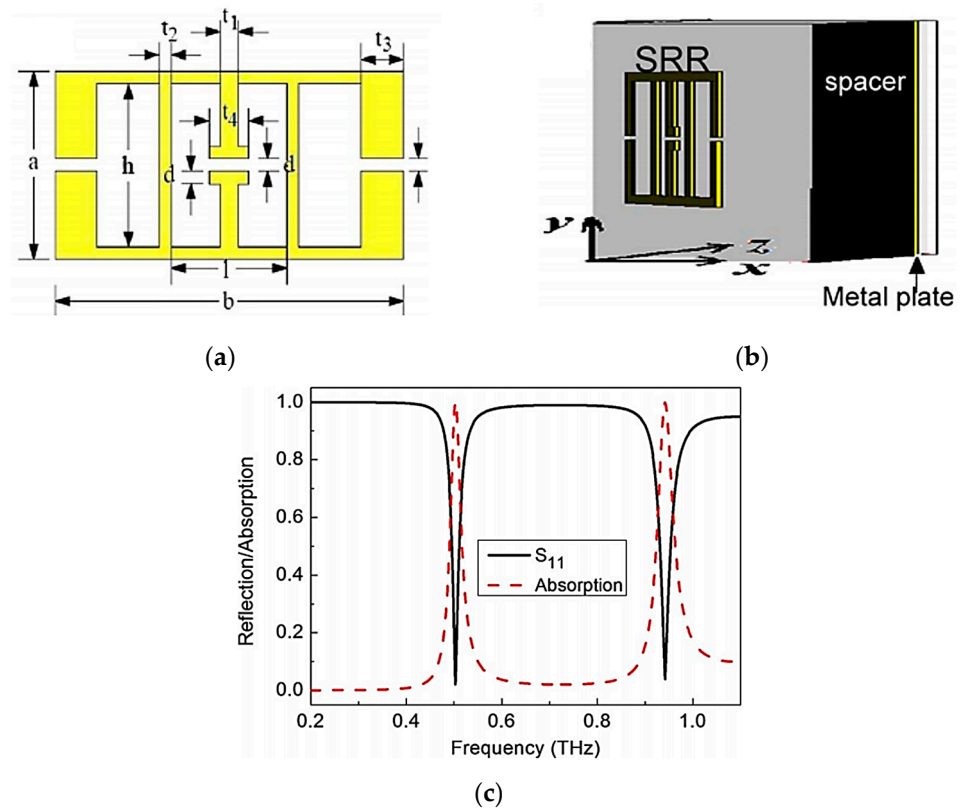 t1
t2
t3
t4
a
h
d
d
l
b
(a)
SRR
spacer
y
z
x
Metal plate
(b)
1.0
0.8
0.6
0.4
0.2
0.0
Reflection/Absorption
S11
Absorption
0.2 0.4 0.6 0.8 1.0
Frequency (THz)
(c)